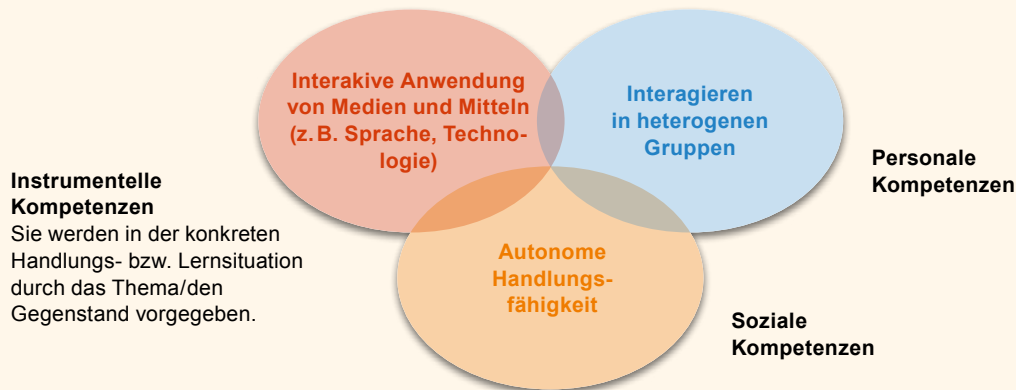 Interakive Anwendung
von Medien und Mitteln
(z. B. Sprache, Techno-
logie)
Interagieren
in heterogenen
Gruppen
Personale
Kompetenzen
Instrumentelle
Kompetenzen
Sie werden in der konkreten
Handlungs- bzw. Lernsituation
durch das Thema/den
Gegenstand vorgegeben.
Autonome
Handlungs-
fähigkeit
Soziale
Kompetenzen